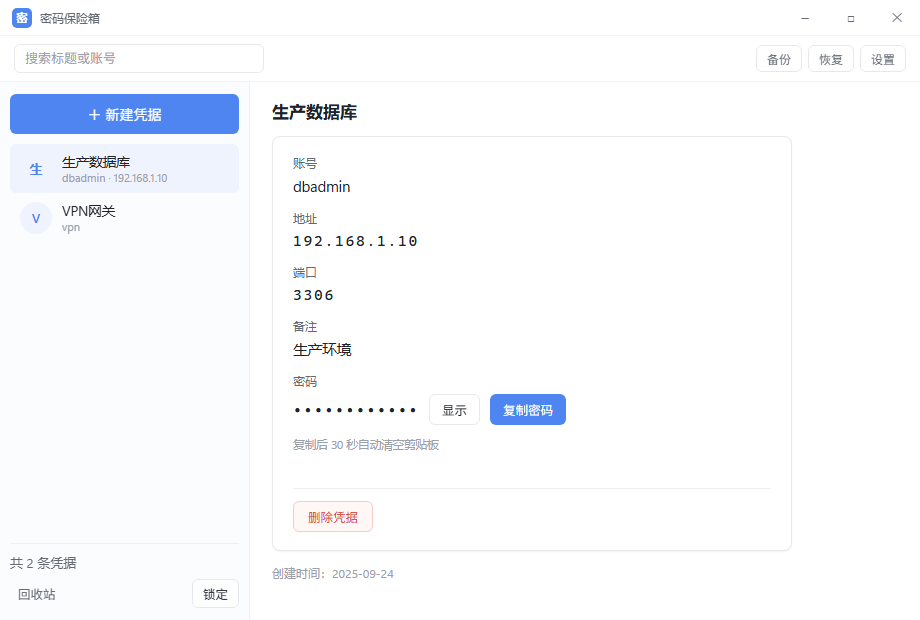 密 密码保险箱
搜索标题或账号
备份 恢复 设置
+ 新建凭据
生 生产数据库
dbadmin · 192.168.1.10
V VPN网关
vpn
共 2 条凭据
回收站 锁定
生产数据库
账号
dbadmin
地址
192.168.1.10
端口
3306
备注
生产环境
密码
•••••••••••• 显示 复制密码
复制后 30 秒自动清空剪贴板
删除凭据
创建时间：2025-09-24